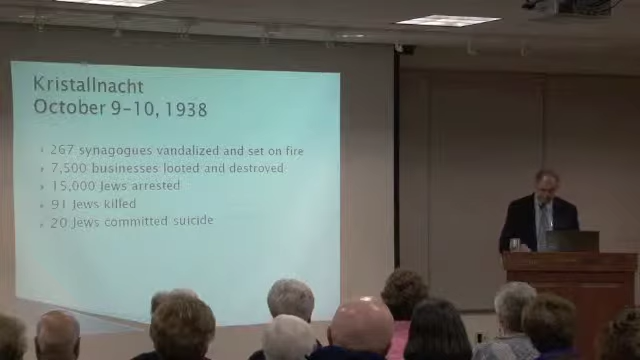 Kristallnacht
October 9-10, 1938
267 synagogues vandalized and set on fire
7,500 businesses looted and destroyed
15,000 Jews arrested
91 Jews killed
20 Jews committed suicide